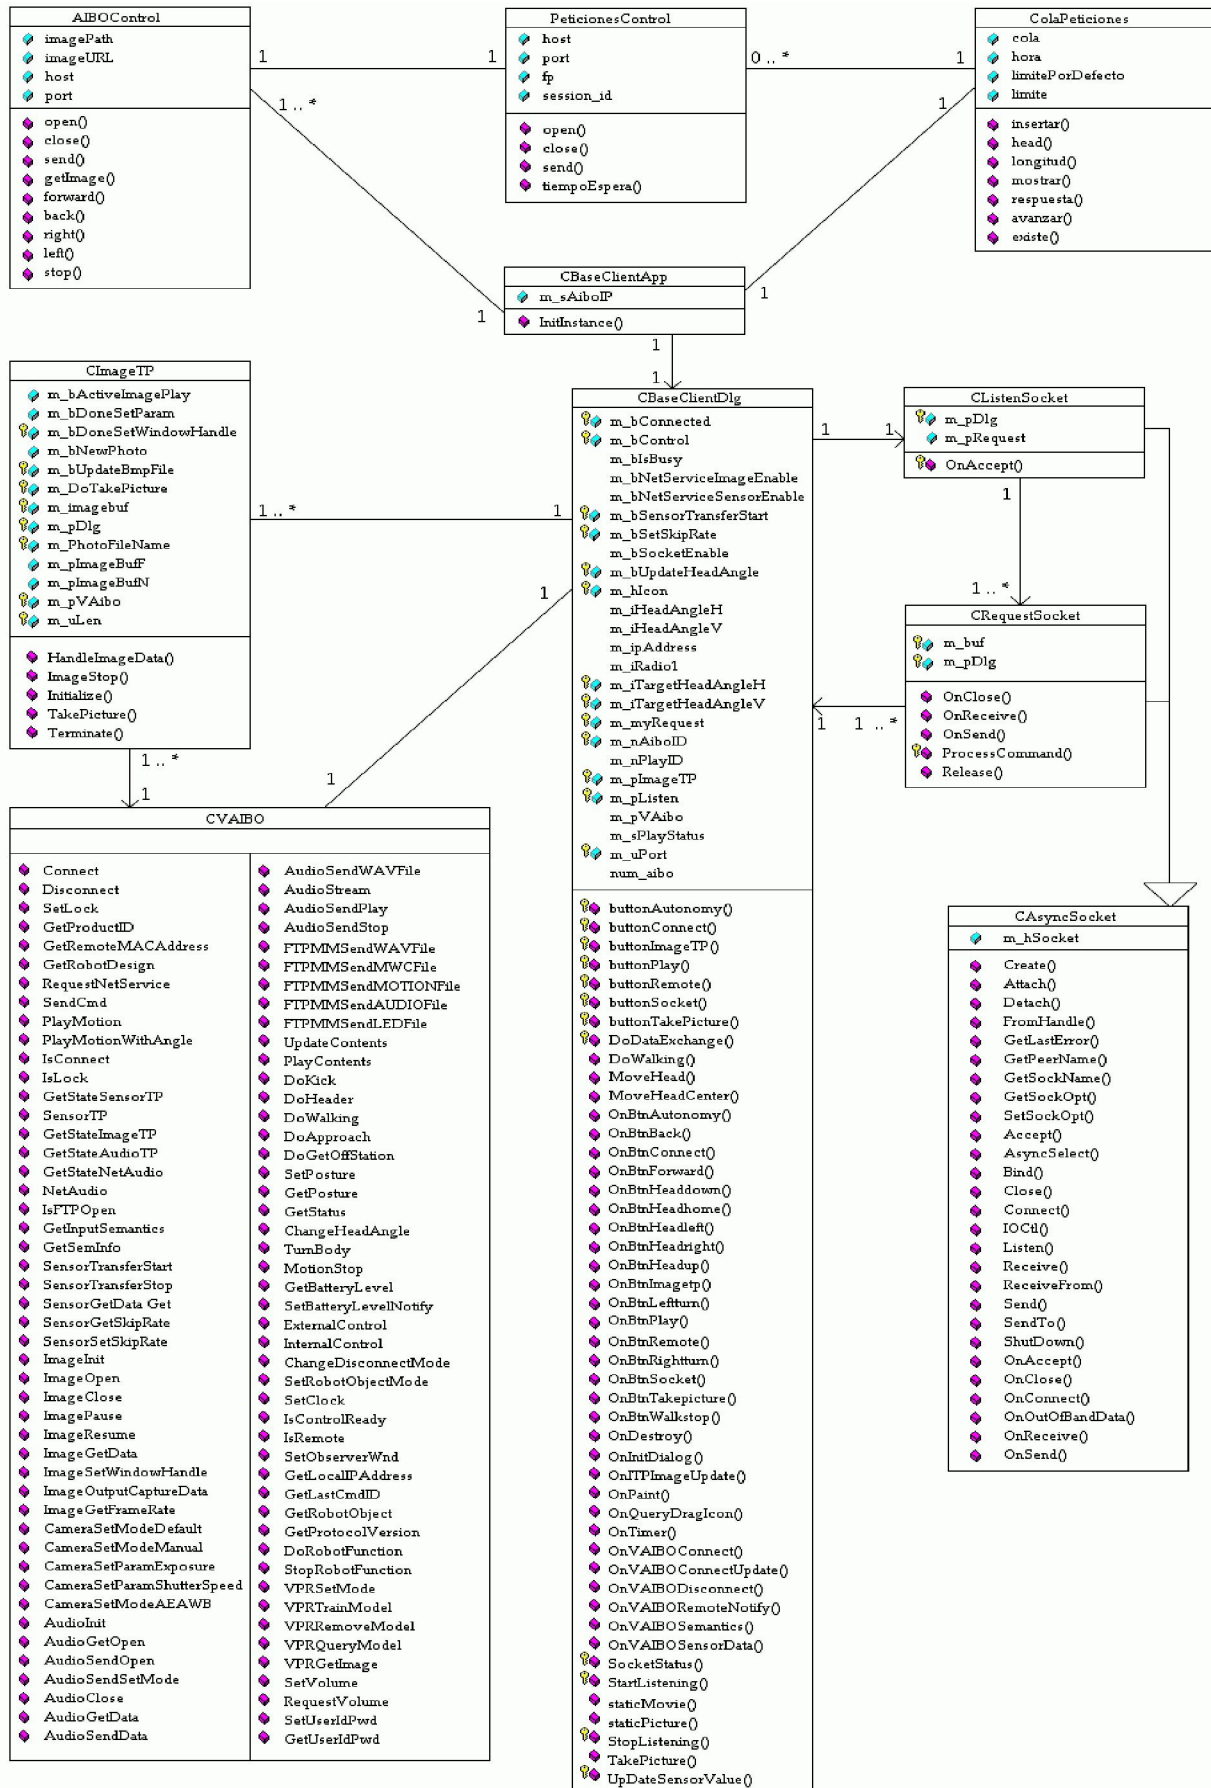 AIBOControl
imagePath
imageURL
host
port
open()
close()
send()
getImage()
forward()
back()
right()
left()
stop()
1
1
1 .. *
PeticionesControl
host
port
fp
session_id
open()
close()
send()
tiempoEspera()
0 .. *
1
1
ColaPeticiones
cola
hora
limitePorDefecto
limite
insertar()
head()
longitud()
mostrar()
respuesta()
avanzar()
existe()
CBaseClientApp
m_sAiboIP
InitInstance()
1
1
1
1
CImageTP
m_bActiveImagePlay
m_bDoneSetParam
m_bDoneSetWindowHandle
m_bNewPhoto
m_bUpdateBmpFile
m_DoTakePicture
m_imagebuf
m_pDlg
m_PhotoFileName
m_pImageBufF
m_pImageBufN
m_pVAibo
m_uLen
HandleImageData()
ImageStop()
Initialize()
TakePicture()
Terminate()
1 .. *
1
1
1
1 .. *
1
CBaseClientDlg
m_bConnected
m_bControl
m_bIsBusy
m_bNetServiceImageEnable
m_bNetServiceSensorEnable
m_bSensorTransferStart
m_bSetSkipRate
m_bSocketEnable
m_bUpdateHeadAngle
m_hIcon
m_iHeadAngleH
m_iHeadAngleV
m_ipAddress
m_iRadio1
m_iTargetHeadAngleH
m_iTargetHeadAngleV
m_myRequest
m_nAiboID
m_nPlayID
m_pImageTP
m_pListen
m_pVAibo
m_sPlayStatus
m_uPort
num_aibo
buttonAutonomy()
buttonConnect()
buttonImageTP()
buttonPlay()
buttonRemote()
buttonSocket()
buttonTakePicture()
DoDataExchange()
DoWalking()
MoveHead()
MoveHeadCenter()
OnBtnAutonomy()
OnBtnBack()
OnBtnConnect()
OnBtnForward()
OnBtnHeaddown()
OnBtnHeadhome()
OnBtnHeadleft()
OnBtnHeadright()
OnBtnHeadup()
OnBtnImagetp()
OnBtnLeftturn()
OnBtnPlay()
OnBtnRemote()
OnBtnRightturn()
OnBtnSocket()
OnBtnTakepicture()
OnBtnWalkstop()
OnDestroy()
OnInitDialog()
OnITPImageUpdate()
OnPaint()
OnQueryDragIcon()
OnTimer()
OnVAIBOConnect()
OnVAIBOConnectUpdate()
OnVAIBODisconnect()
OnVAIBORemoteNotify()
OnVAIBOSemantics()
OnVAIBOSensorData()
SocketStatus()
StartListening()
staticMovie()
staticPicture()
StopListening()
TakePicture()
UpDateSensorValue()
1
1
CListenSocket
m_pDlg
m_pRequest
OnAccept()
1
1 .. *
CRequestSocket
m_buf
m_pDlg
OnClose()
OnReceive()
OnSend()
ProcessCommand()
Release()
1
1 .. *
CVAIBO
Connect
Disconnect
SetLock
GetProductID
GetRemoteMACAddress
GetRobotDesign
RequestNetService
SendCmd
PlayMotion
PlayMotionWithAngle
IsConnect
IsLock
GetStateSensorTP
SensorTP
GetStateImageTP
GetStateAudioTP
GetStateNetAudio
NetAudio
IsFTPOpen
GetInputSemantics
GetSemInfo
SensorTransferStart
SensorTransferStop
SensorGetData Get
SensorGetSkipRate
SensorSetSkipRate
ImageInit
ImageOpen
ImageClose
ImagePause
ImageResume
ImageGetData
ImageSetWindowHandle
ImageOutputCaptureData
ImageGetFrameRate
CameraSetModeDefault
CameraSetModeManual
CameraSetParamExposure
CameraSetParamShutterSpeed
CameraSetModeAEAWB
AudioInit
AudioGetOpen
AudioSendOpen
AudioSendSetMode
AudioClose
AudioGetData
AudioSendData
AudioSendWAVFile
AudioStream
AudioSendPlay
AudioSendStop
FTPMMSendWAVFile
FTPMMSendMWCFile
FTPMMSendMOTIONFile
FTPMMSendAUDIOFile
FTPMMSendLEDFile
UpdateContents
PlayContents
DoKick
DoHeader
DoWalking
DoApproach
DoGetOffStation
SetPosture
GetPosture
GetStatus
ChangeHeadAngle
TurnBody
MotionStop
GetBatteryLevel
SetBatteryLevelNotify
ExternalControl
InternalControl
ChangeDisconnectMode
SetRobotObjectMode
SetClock
IsControlReady
IsRemote
SetObserverWnd
GetLocalIPAddress
GetLastCmdID
GetRobotObject
GetProtocolVersion
DoRobotFunction
StopRobotFunction
VPRSetMode
VPRTrainModel
VPRRemoveModel
VPRQueryModel
VPRGetImage
SetVolume
RequestVolume
SetUserIdPwd
GetUserIdPwd
CAsyncSocket
m_hSocket
Create()
Attach()
Detach()
FromHandle()
GetLastError()
GetPeerName()
GetSockName()
GetSockOpt()
SetSockOpt()
Accept()
AsyncSelect()
Bind()
Close()
Connect()
IOCtl()
Listen()
Receive()
ReceiveFrom()
Send()
SendTo()
ShutDown()
OnAccept()
OnClose()
OnConnect()
OnOutOfBandData()
OnReceive()
OnSend()